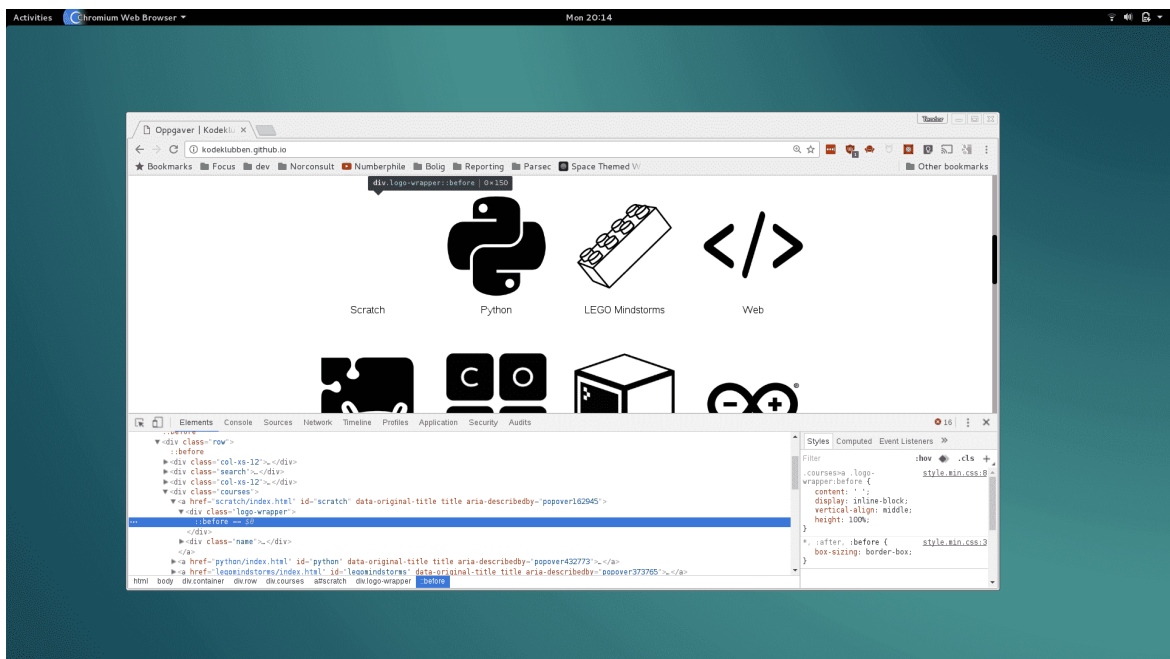 Activities Chromium Web Browser Mon 20:14
Oppgaver | Kodeklu
kodeklubben.github.io
Bookmarks Focus dev Norconsult Numberphile Bolig Reporting Parsec Space Themed W Other bookmarks
div.logo-wrapper::before | 0×150
Scratch Python LEGO Mindstorms Web
C O
Elements Console Sources Network Timeline Profiles Application Security Audits 16
Styles Computed Event Listeners »
::before
▼<div class="row">
::before
▶<div class="col-xs-12">…</div>
▶<div class="search">…</div>
▶<div class="col-xs-12">…</div>
▼<div class="courses">
▼<a href="scratch/index.html" id="scratch" data-original-title title aria-describedby="popover162945">
▼<div class="logo-wrapper">
… ::before == $0
</div>
▶<div class="name">…</div>
</a>
▶<a href="python/index.html" id="python" data-original-title title aria-describedby="popover432773">…</a>
▶<a href="legomindstorms/index.html" id="legomindstorms" data-original-title title aria-describedby="popover373765">…</a>
html body div.container div.row div.courses a#scratch div.logo-wrapper ::before
Filter :hov .cls +
.courses>a .logo- style.min.css:8
wrapper:before {
content: ' ';
display: inline-block;
vertical-align: middle;
height: 100%;
}
*, :after, :before { style.min.css:3
box-sizing: border-box;
}